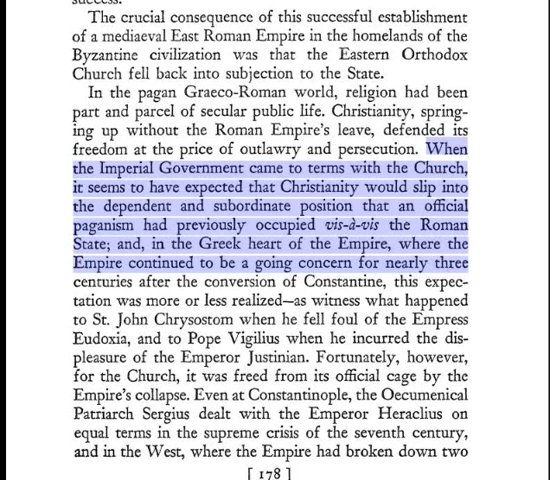 success.
The crucial consequence of this successful establishment
of a mediaeval East Roman Empire in the homelands of the
Byzantine civilization was that the Eastern Orthodox
Church fell back into subjection to the State.
In the pagan Graeco-Roman world, religion had been
part and parcel of secular public life. Christianity, spring-
ing up without the Roman Empire's leave, defended its
freedom at the price of outlawry and persecution. When
the Imperial Government came to terms with the Church,
it seems to have expected that Christianity would slip into
the dependent and subordinate position that an official
paganism had previously occupied vis-à-vis the Roman
State; and, in the Greek heart of the Empire, where the
Empire continued to be a going concern for nearly three
centuries after the conversion of Constantine, this expec-
tation was more or less realized—as witness what happened
to St. John Chrysostom when he fell foul of the Empress
Eudoxia, and to Pope Vigilius when he incurred the dis-
pleasure of the Emperor Justinian. Fortunately, however,
for the Church, it was freed from its official cage by the
Empire's collapse. Even at Constantinople, the Oecumenical
Patriarch Sergius dealt with the Emperor Heraclius on
equal terms in the supreme crisis of the seventh century,
and in the West, where the Empire had broken down two
[ 178 ]